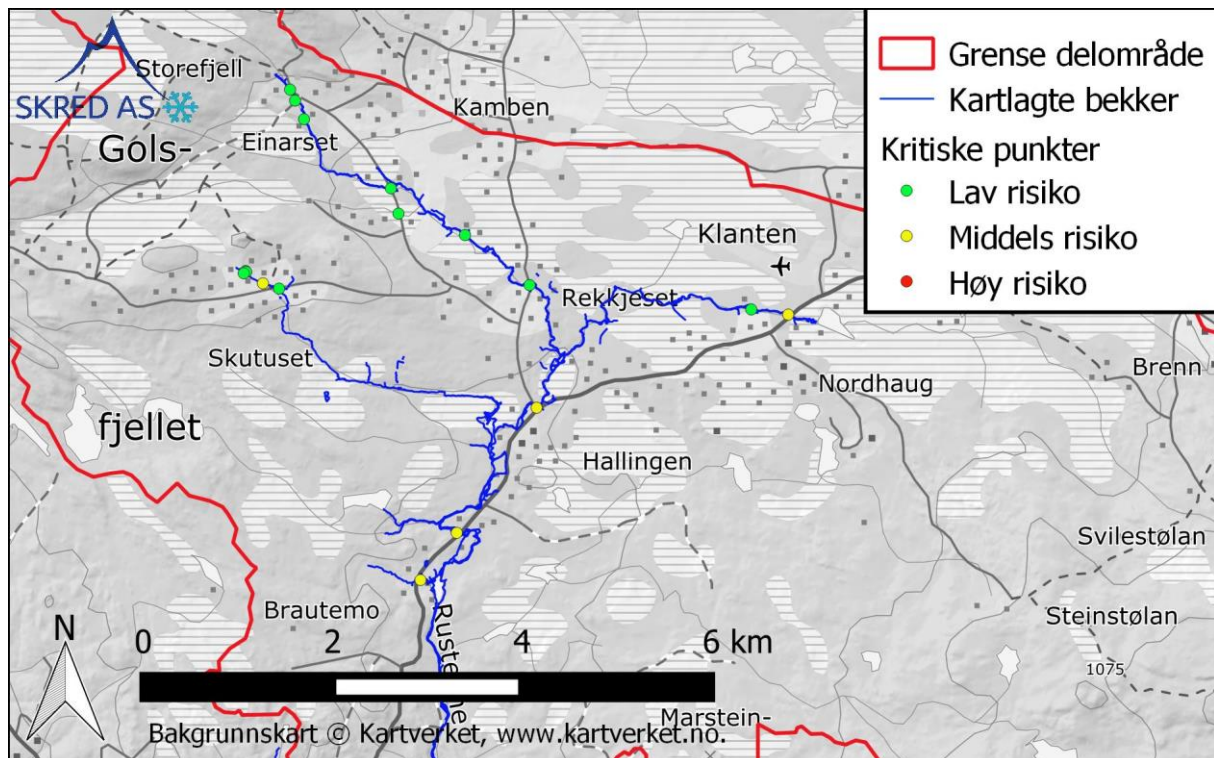 SKRED AS
Storefjell
Kamben
Gols-
Einarset
Klanten
Rekkjeset
Skutuset
Nordhaug
Brenn
fjellet
Hallingen
Svilestølan
Steinstølan
Brautemo
1075
Marstein-
Grense delområde
Kartlagte bekker
Kritiske punkter
Lav risiko
Middels risiko
Høy risiko
N
0 2 4 6 km
Bakgrunnskart © Kartverket, www.kartverket.no.